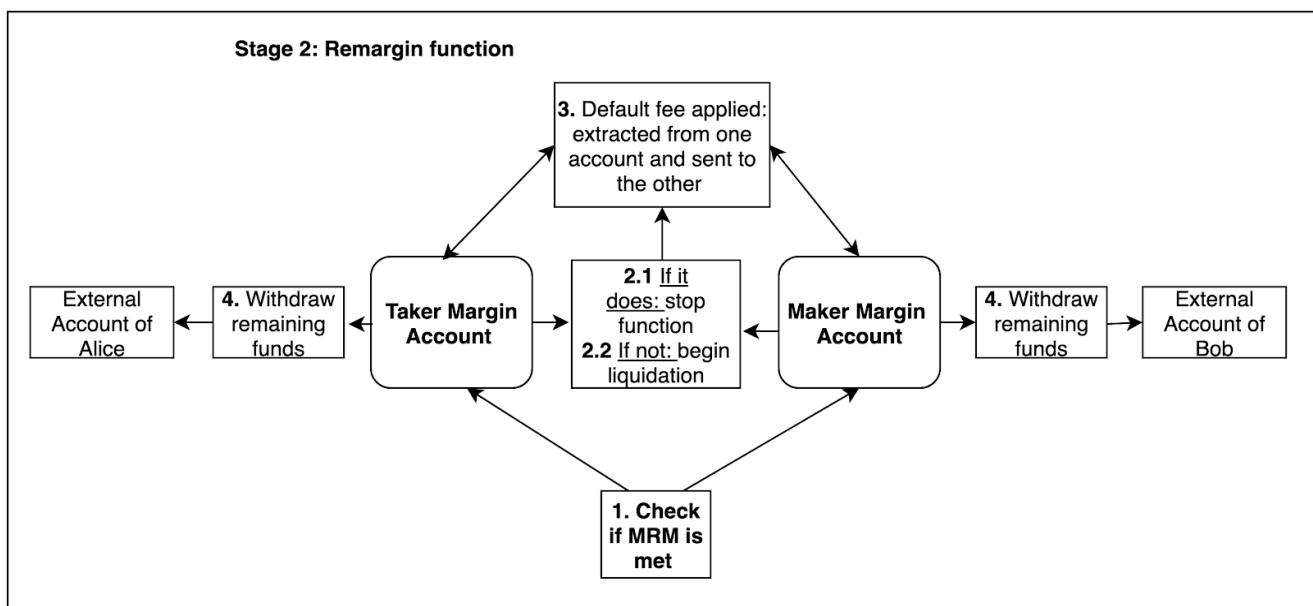 Stage 2: Remargin function
3. Default fee applied:
extracted from one
account and sent to
the other
External
Account of
Alice
4. Withdraw
remaining
funds
Taker Margin
Account
2.1 If it
does: stop
function
2.2 If not: begin
liquidation
Maker Margin
Account
4. Withdraw
remaining
funds
External
Account of
Bob
1. Check
if MRM is
met